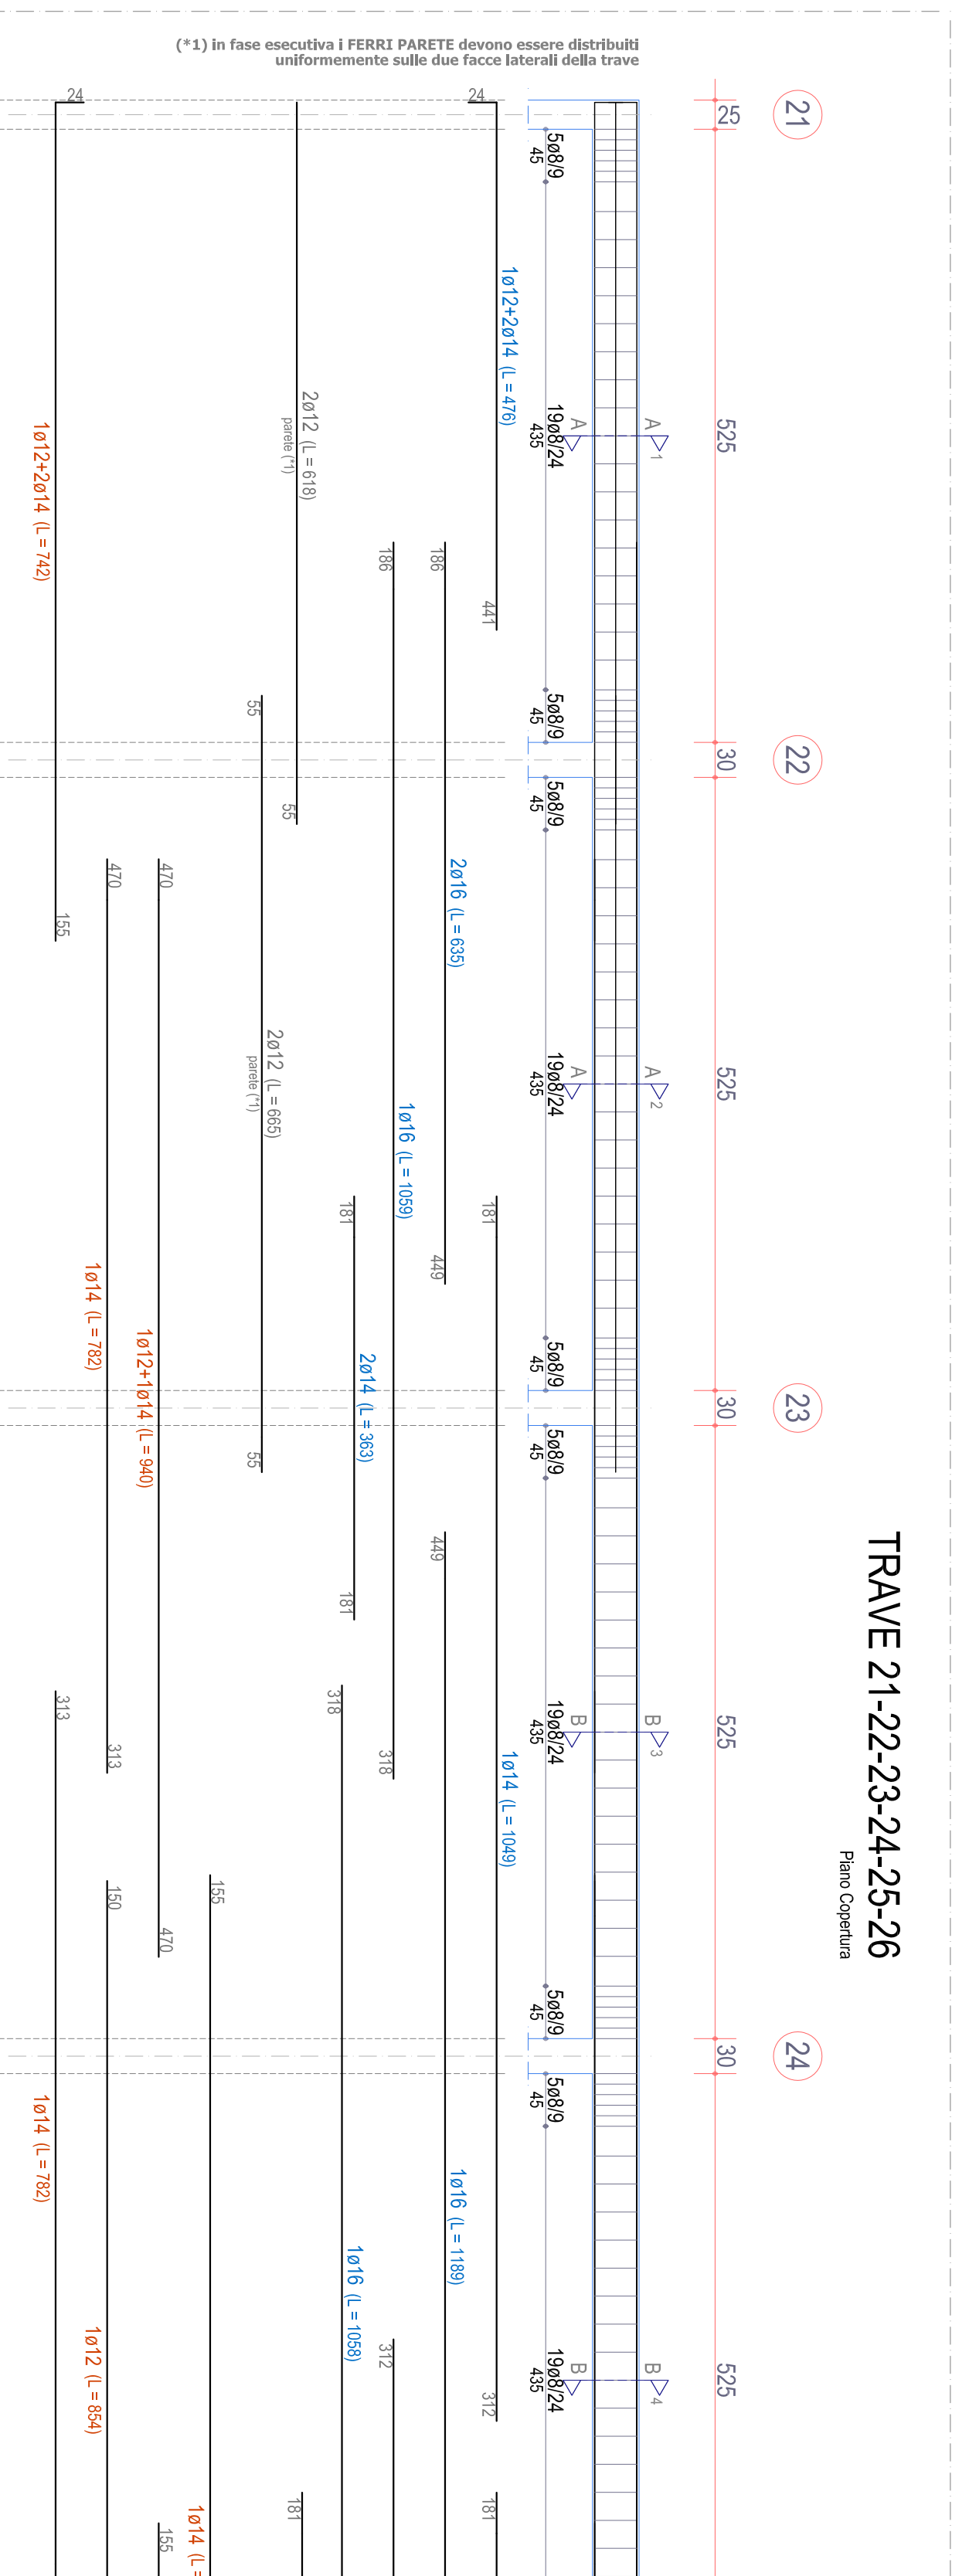 TRAVE 21-22-23-24-25-26
Piano Copertura
21
22
23
24
25
525
30
525
30
525
30
525
A
1
A
2
B
3
B
4
A
A
B
B
5ø8/9
45
19ø8/24
435
5ø8/9
45
5ø8/9
45
19ø8/24
435
5ø8/9
45
5ø8/9
45
19ø8/24
435
5ø8/9
45
5ø8/9
45
19ø8/24
435
24
1ø12+2ø14 (L = 476)
441
181
1ø14 (L = 1049)
312
181
186
2ø16 (L = 635)
449
449
1ø16 (L = 1189)
186
1ø16 (L = 1059)
318
312
181
2ø14 (L = 363)
181
318
1ø16 (L = 1058)
181
2ø12 (L = 618)
parete (*1)
55
55
2ø12 (L = 665)
parete (*1)
55
155
1ø14 (L =
470
1ø12+1ø14 (L = 940)
470
155
470
1ø14 (L = 782)
313
150
1ø12 (L = 854)
24
1ø12+2ø14 (L = 742)
155
313
1ø14 (L = 782)
(*1) in fase esecutiva i FERRI PARETE devono essere distribuiti
uniformemente sulle due facce laterali della trave